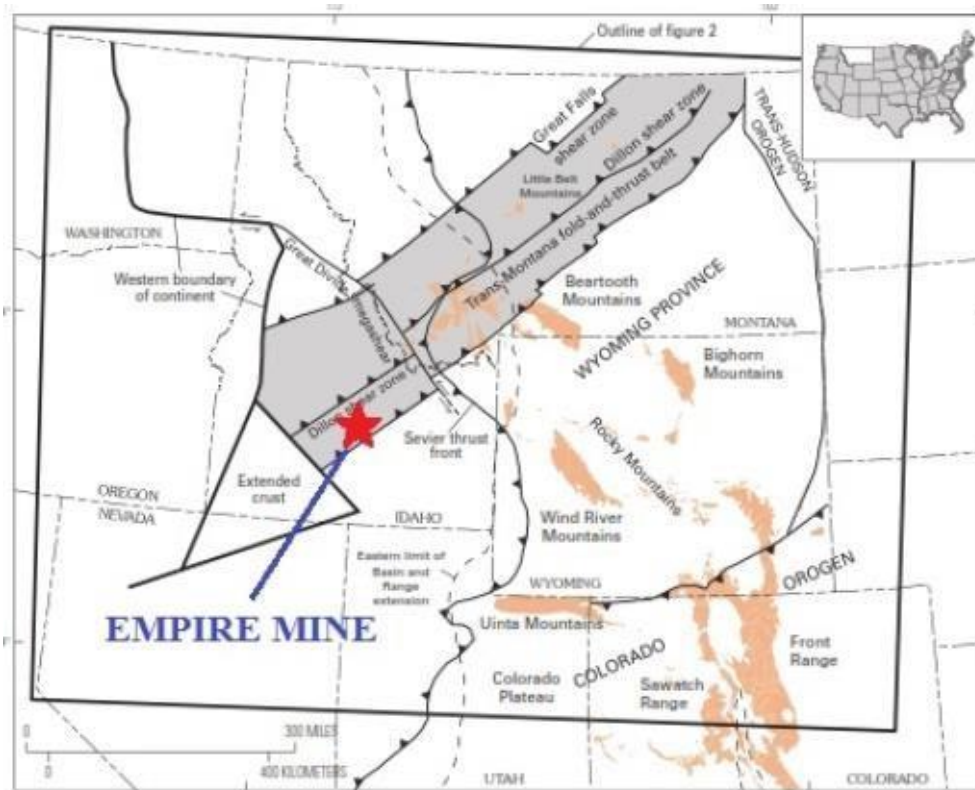 Outline of figure 2
Great Falls
shear zone
Dillon shear zone
TRANS-HUDSON
OROGEN
Little Belt
Mountains
Trans-Montana fold-and-thrust belt
WASHINGTON
Western boundary
of continent
Great Divide megashear
Beartooth
Mountains
WYOMING PROVINCE
MONTANA
Bighorn
Mountains
Dillon shear zone
Sevier thrust
front
Rocky Mountains
Extended
crust
OREGON
NEVADA
IDAHO
Wind River
Mountains
Eastern limit of
Basin and
Range extension
WYOMING
OROGEN
EMPIRE MINE
Uinta Mountains
COLORADO
Front
Range
Colorado
Plateau
Sawatch
Range
0
300 MILES
0
400 KILOMETERS
UTAH
COLORADO